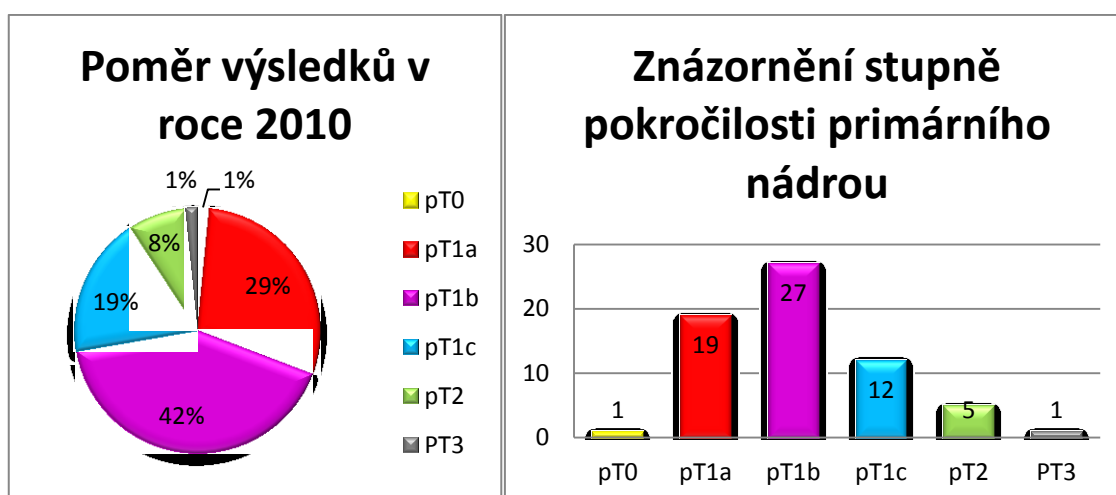 Poměr výsledků v
roce 2010
1%
1%
8%
29%
19%
42%
pT0
pT1a
pT1b
pT1c
pT2
PT3
Znázornění stupně
pokročilosti primárního
nádrou
30
20
10
0
1
19
27
12
5
1
pT0
pT1a
pT1b
pT1c
pT2
PT3